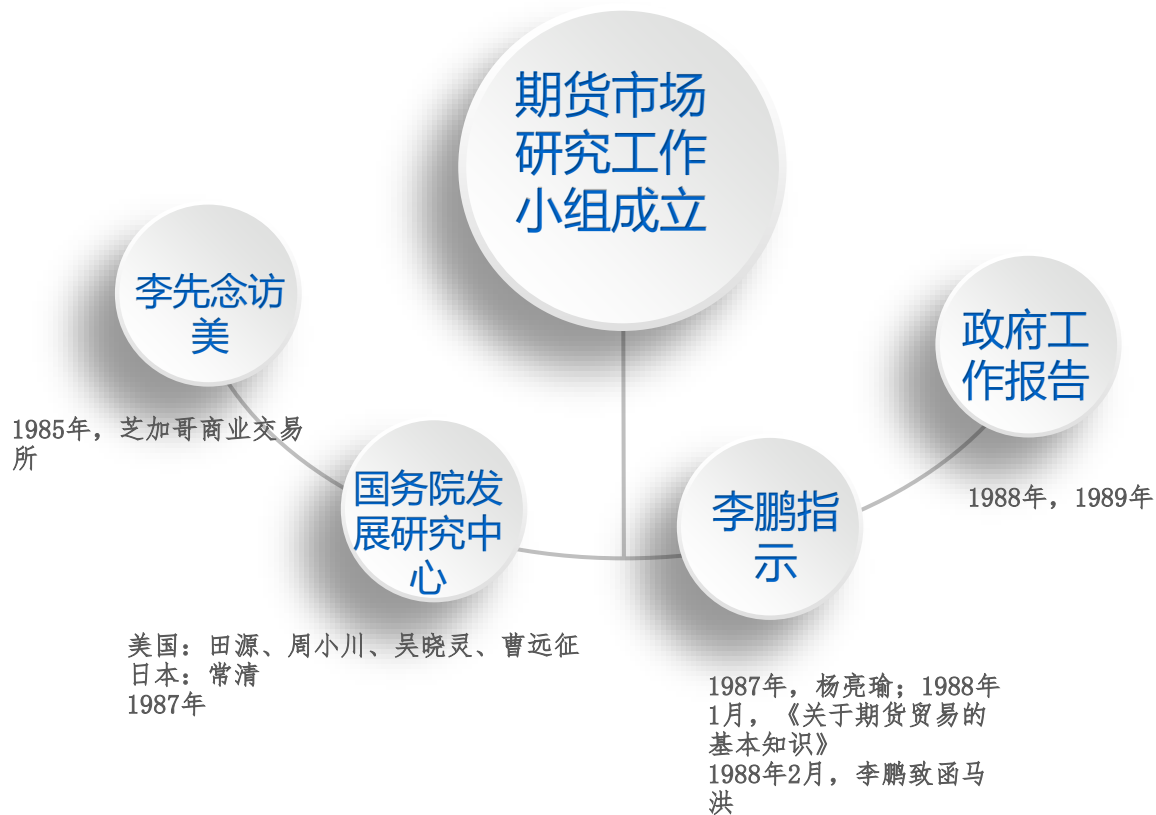 期货市场
研究工作
小组成立
李先念访
美
1985年，芝加哥商业交易
所
国务院发
展研究中
心
美国：田源、周小川、吴晓灵、曹远征
日本：常清
1987年
李鹏指
示
1987年，杨亮瑜；1988年
1月，《关于期货贸易的
基本知识》
1988年2月，李鹏致函马
洪
政府工
作报告
1988年，1989年